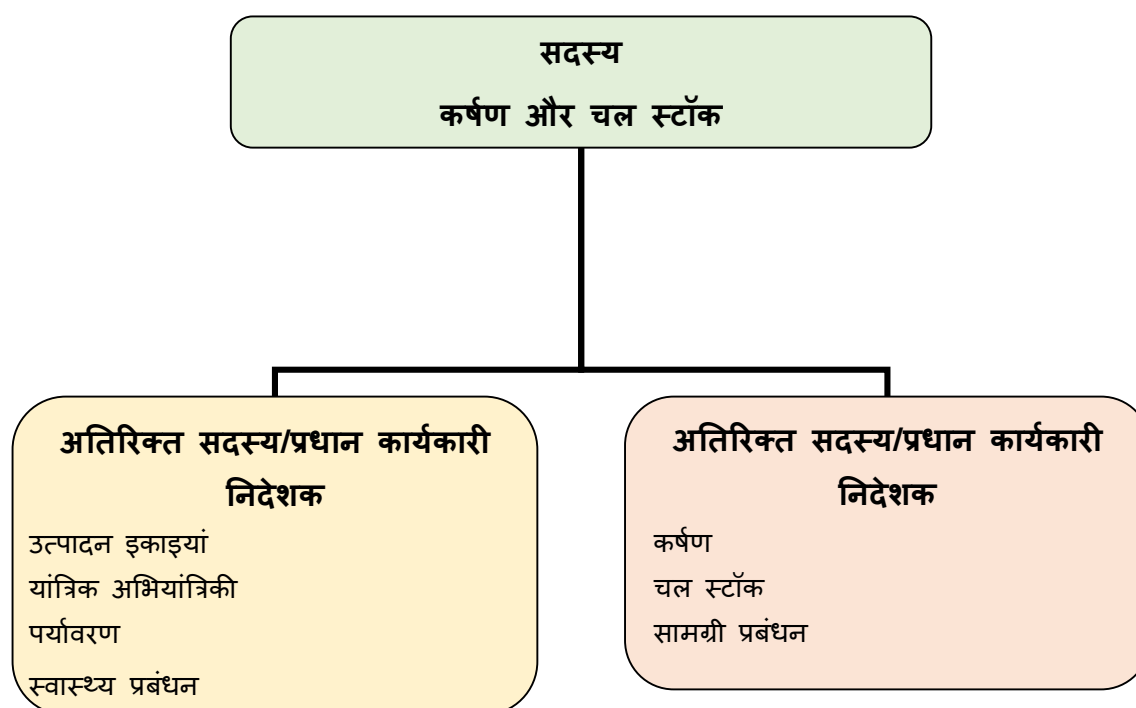 सदस्य
कर्षण और चल स्टॉक
अतिरिक्त सदस्य/प्रधान कार्यकारी
निदेशक
उत्पादन इकाइयां
यांत्रिक अभियांत्रिकी
पर्यावरण
स्वास्थ्य प्रबंधन
अतिरिक्त सदस्य/प्रधान कार्यकारी
निदेशक
कर्षण
चल स्टॉक
सामग्री प्रबंधन